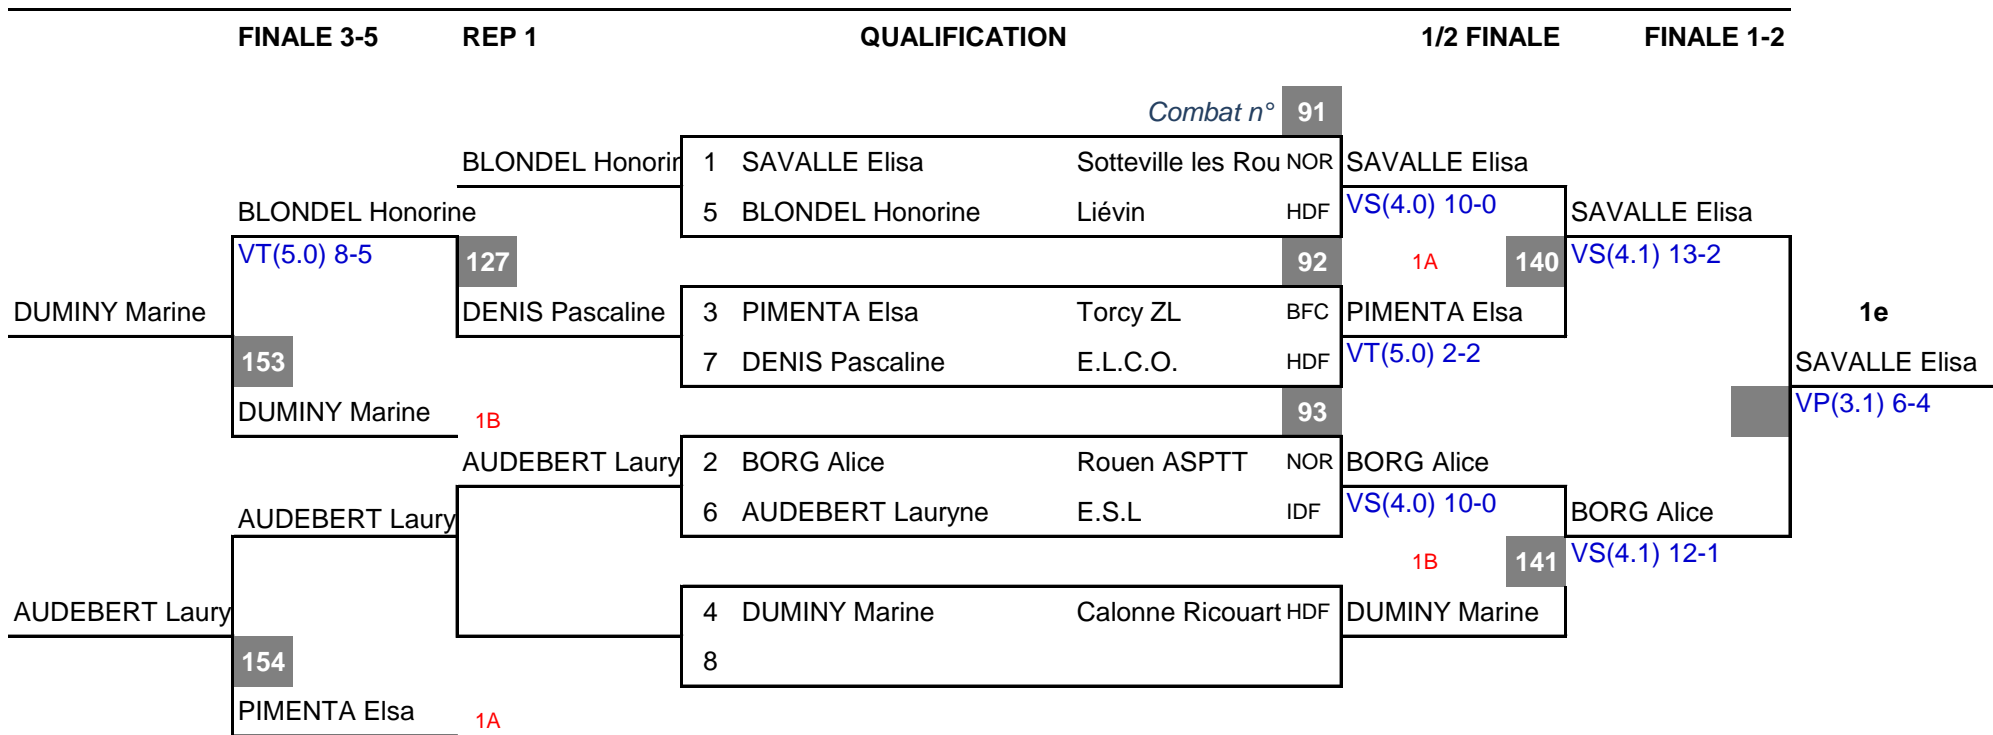 FINALE 3-5 REP 1 QUALIFICATION 1/2 FINALE FINALE 1-2
Combat n° 91
BLONDEL Honorir 1 SAVALLE Elisa Sotteville les Rou NOR SAVALLE Elisa
BLONDEL Honorine 5 BLONDEL Honorine Liévin HDF VS(4.0) 10-0 SAVALLE Elisa
VT(5.0) 8-5 127 92 1A 140 VS(4.1) 13-2
DUMINY Marine DENIS Pascaline 3 PIMENTA Elsa Torcy ZL BFC PIMENTA Elsa 1e
153 7 DENIS Pascaline E.L.C.O. HDF VT(5.0) 2-2 SAVALLE Elisa
DUMINY Marine 1B 93 VP(3.1) 6-4
AUDEBERT Laury 2 BORG Alice Rouen ASPTT NOR BORG Alice
AUDEBERT Laury 6 AUDEBERT Lauryne E.S.L IDF VS(4.0) 10-0 BORG Alice
1B 141 VS(4.1) 12-1
AUDEBERT Laury 4 DUMINY Marine Calonne Ricouart HDF DUMINY Marine
154 8
PIMENTA Elsa 1A